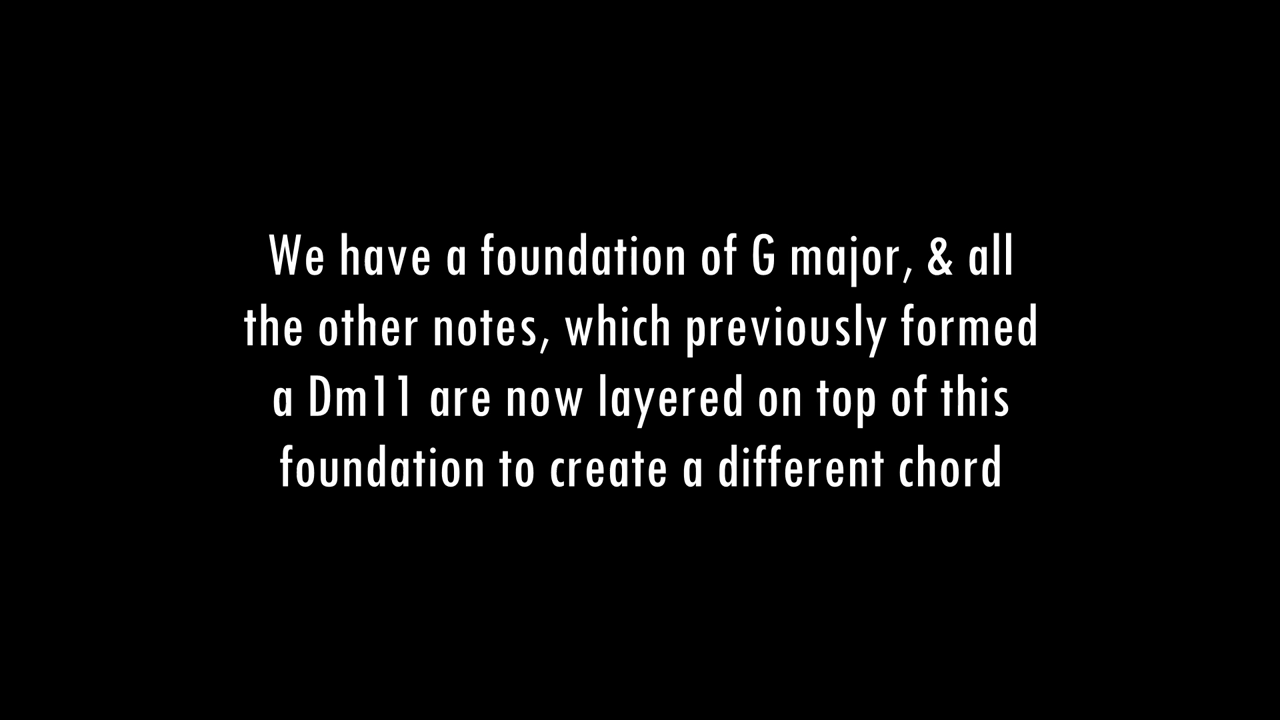 We have a foundation of G major, & all
the other notes, which previously formed
a Dm11 are now layered on top of this
foundation to create a different chord